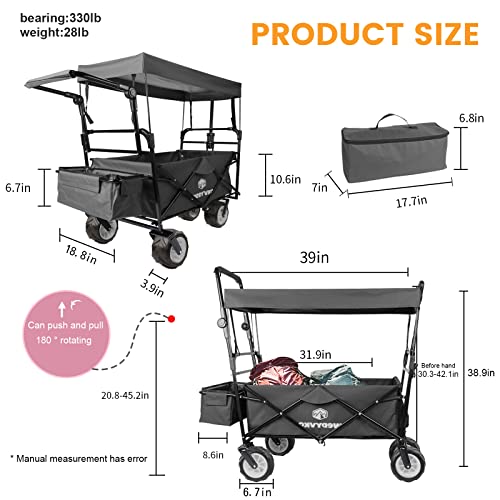 bearing:330lb
weight:28lb
PRODUCT SIZE
6.7in
18.8in
3.9in
10.6in
6.8in
7in
17.7in
39in
Can push and pull
180 ° rotating
20.8-45.2in
31.9in
Before hand
30.3-42.1in
38.9in
8.6in
6.7in
* Manual measurement has error